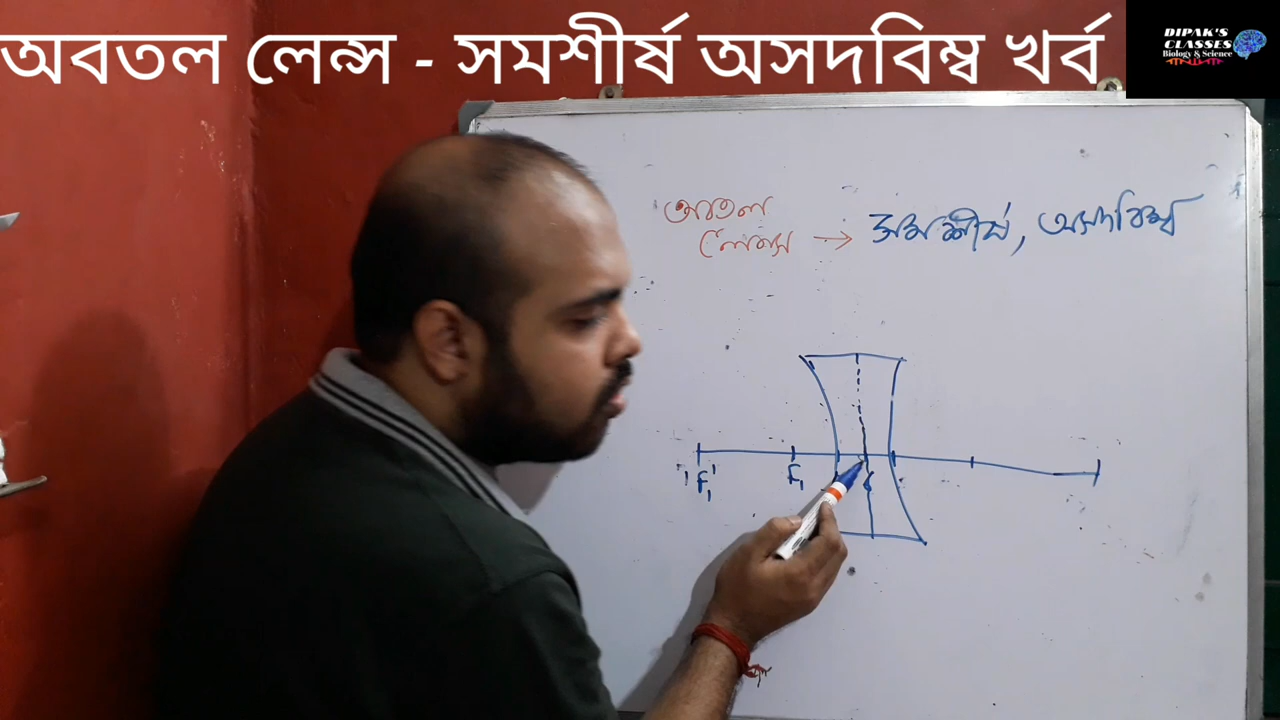 অবতল লেন্স - সমশীর্ষ অসদবিম্ব খর্ব
DIPAK'S
CLASSES
Biology & Science
অবতল
লেন্স → সমশীর্ষ, অসদবিম্ব
F₁' F₁